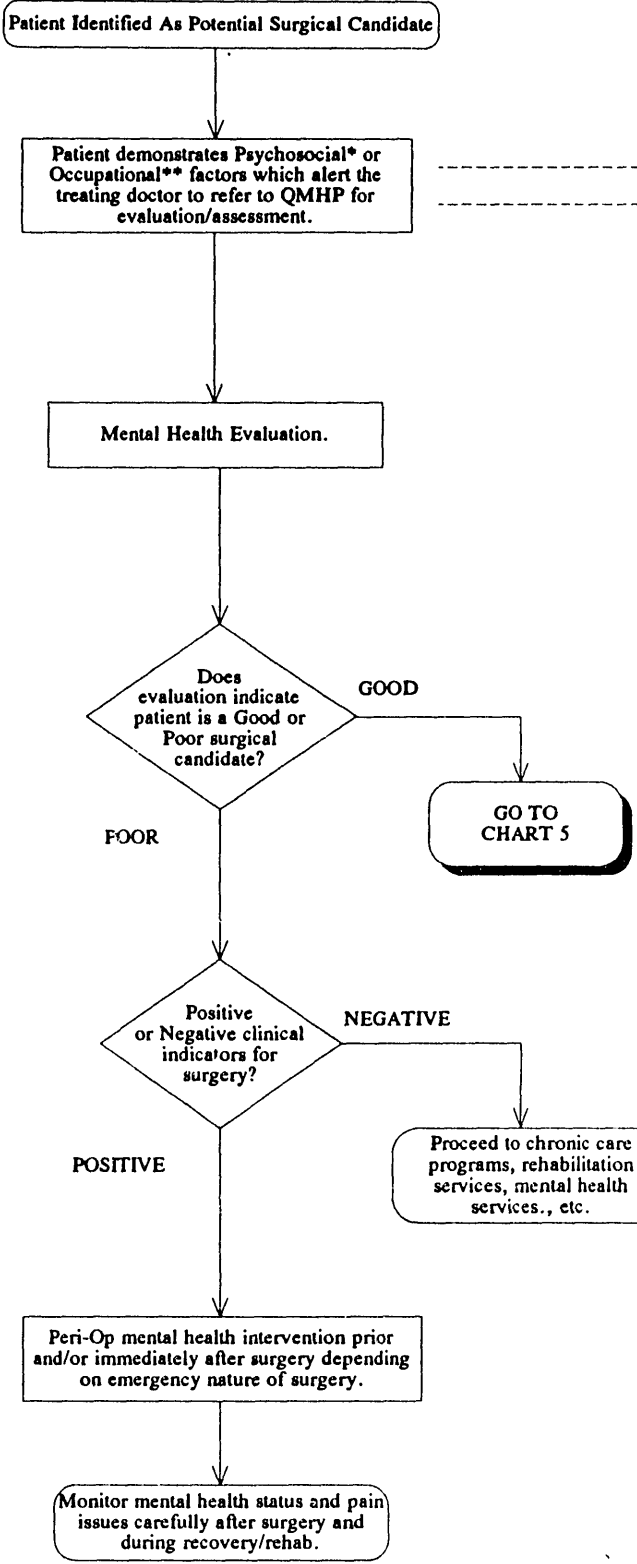 Patient Identified As Potential Surgical Candidate
Patient demonstrates Psychosocial* or
Occupational** factors which alert the
treating doctor to refer to QMHP for
evaluation/assessment.
Mental Health Evaluation.
Does
evaluation indicate
patient is a Good or
Poor surgical
candidate?
GOOD
GO TO
CHART 5
POOR
Positive
or Negative clinical
indicators for
surgery?
NEGATIVE
Proceed to chronic care
programs, rehabilitation
services, mental health
services., etc.
POSITIVE
Peri-Op mental health intervention prior
and/or immediately after surgery depending
on emergency nature of surgery.
Monitor mental health status and pain
issues carefully after surgery and
during recovery/rehab.